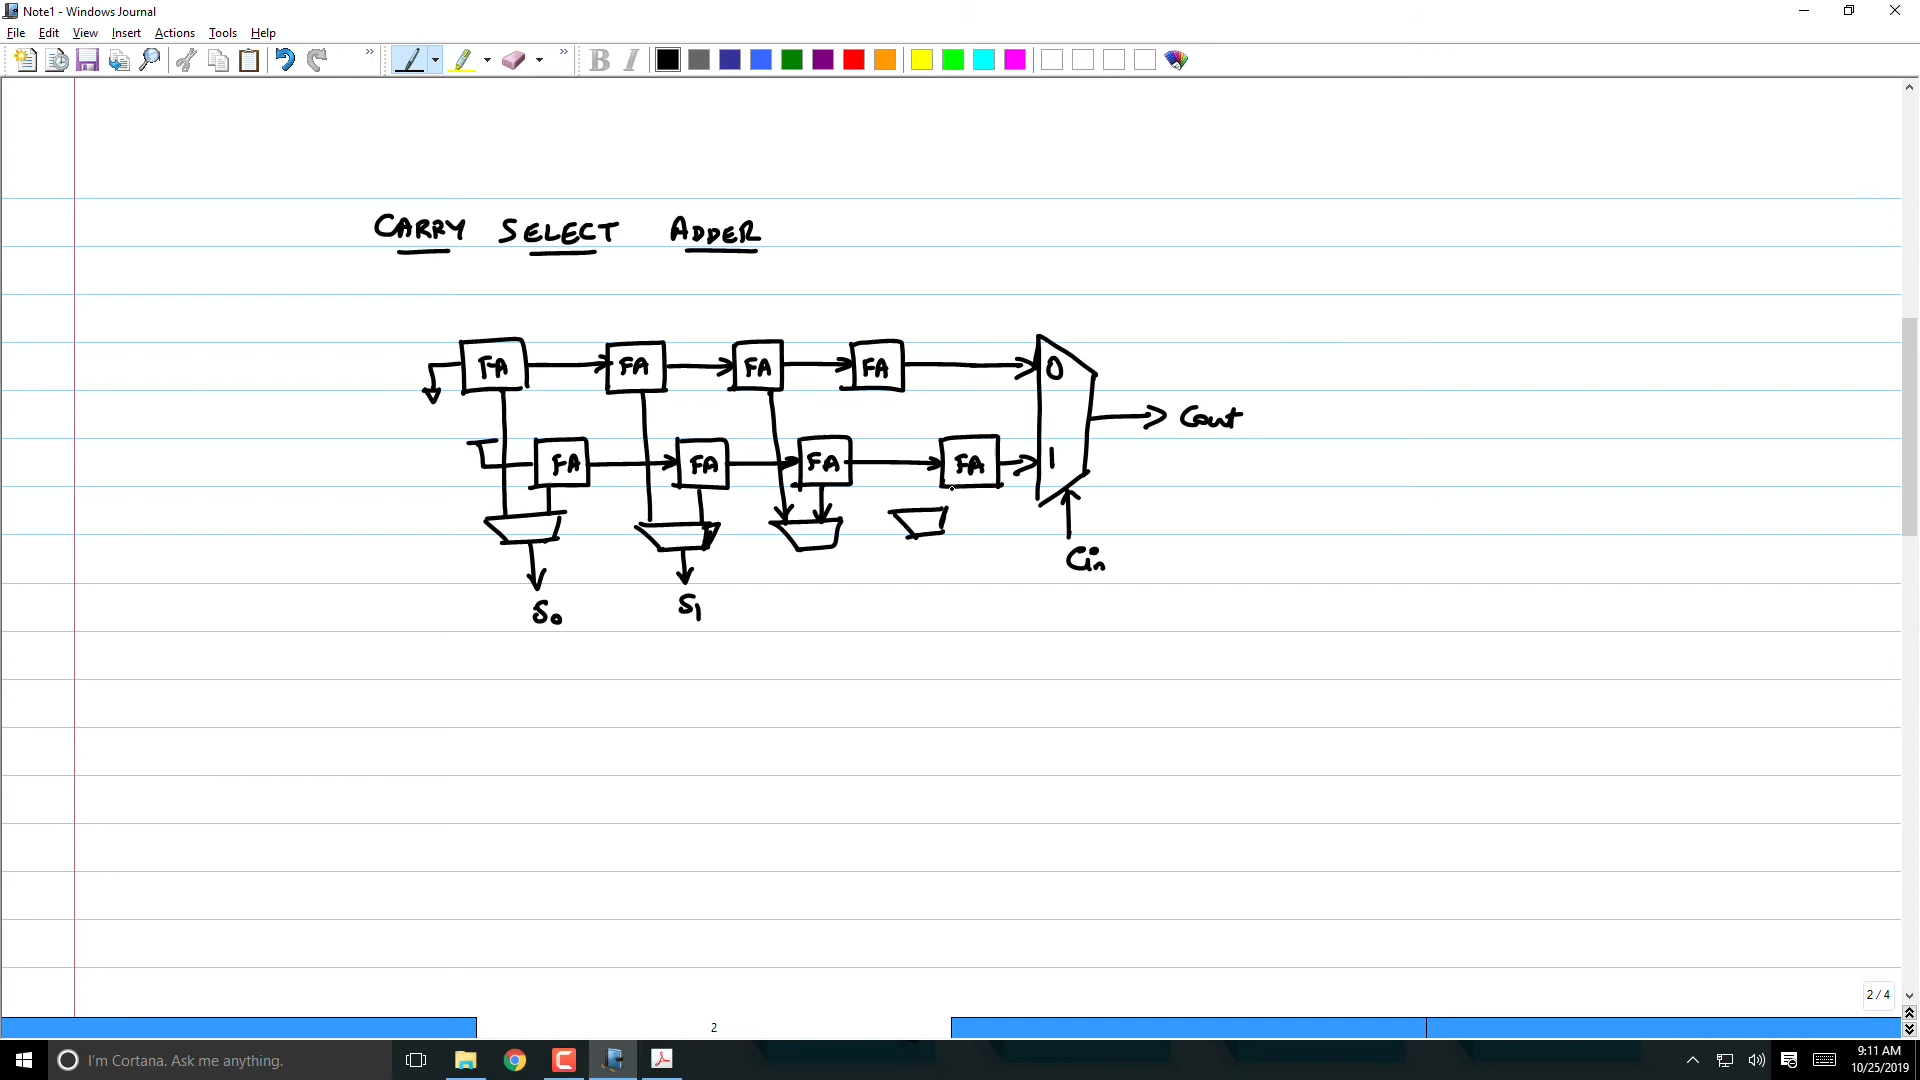 Note1 - Windows Journal
File Edit View Insert Actions Tools Help
B I
CARRY SELECT ADDER
FA FA FA FA 0
Cout
FA FA FA FA 1
Cin
S0 S1
2 / 4
2
I'm Cortana. Ask me anything.
9:11 AM
10/25/2019